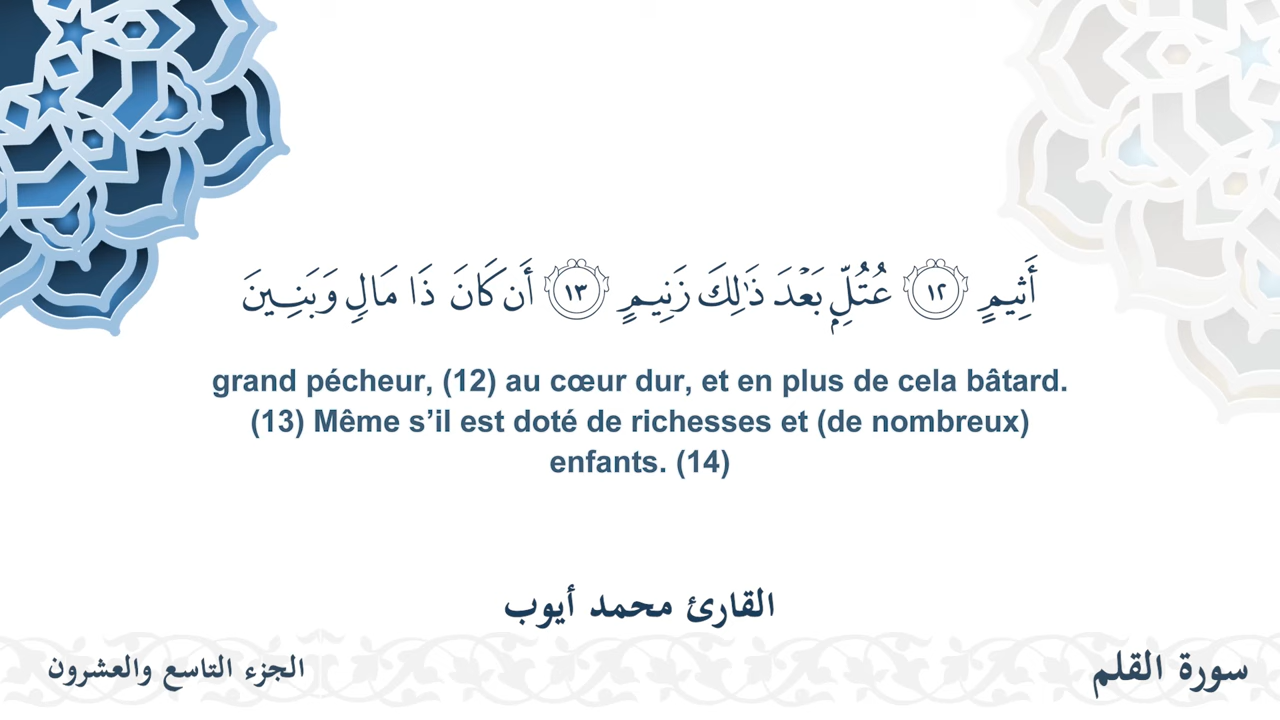 أَثِيمٍ ١٢ عُتُلِّۭ بَعۡدَ ذَٰلِكَ زَنِيمٍ ١٣ أَن كَانَ ذَا مَالٖ وَبَنِينَ
grand pécheur, (12) au cœur dur, et en plus de cela bâtard.
(13) Même s’il est doté de richesses et (de nombreux)
enfants. (14)
القارئ محمد أيوب
سورة القلم
الجزء التاسع والعشرون